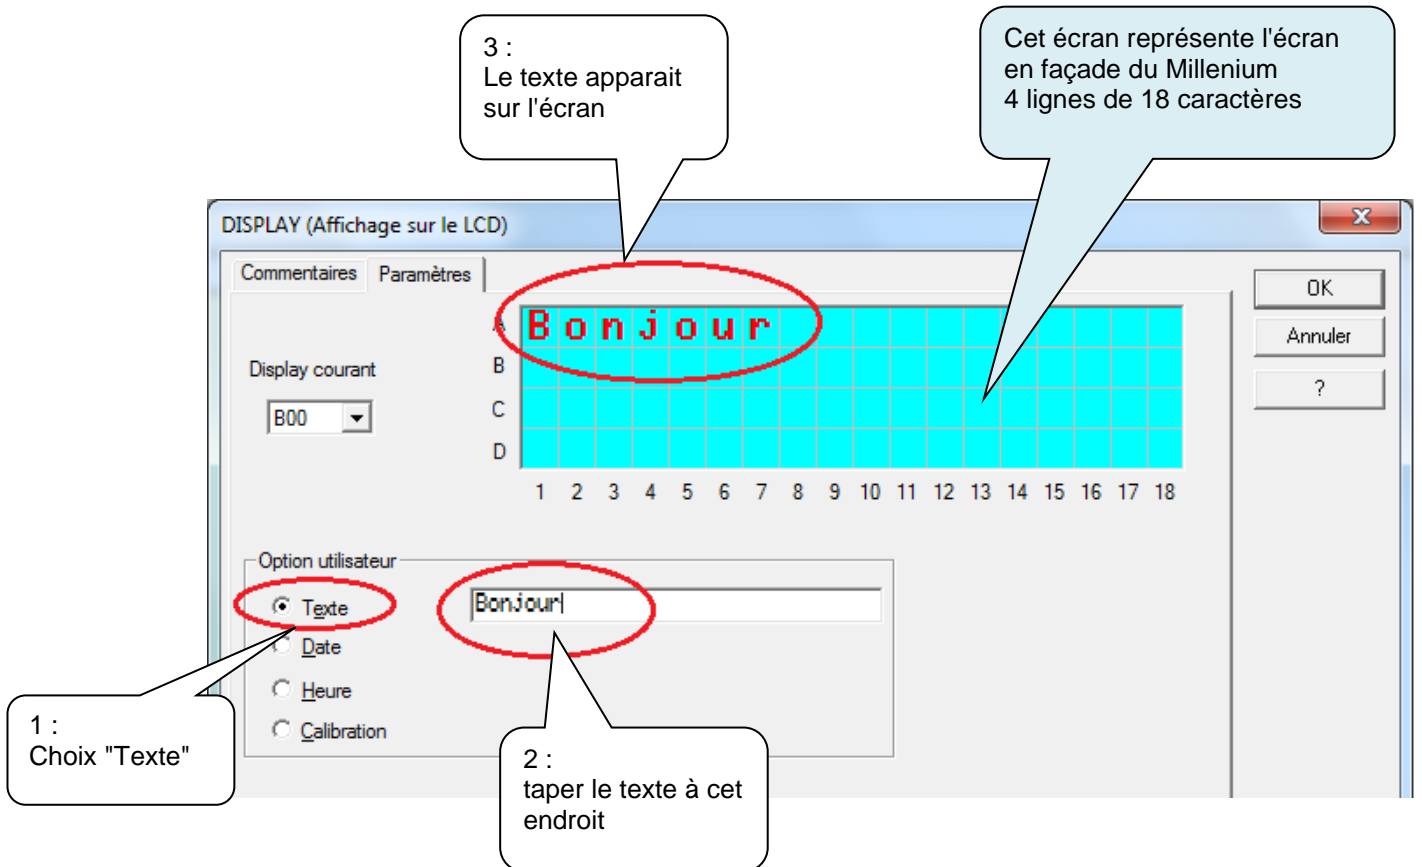 3 :
Le texte apparait
sur l'écran
Cet écran représente l'écran
en façade du Millenium
4 lignes de 18 caractères
DISPLAY (Affichage sur le LCD)
Commentaires Paramètres
OK
Annuler
?
A Bonjour
B
C
D
Display courant
B00
1 2 3 4 5 6 7 8 9 10 11 12 13 14 15 16 17 18
Option utilisateur
Texte
Bonjour
Date
Heure
Calibration
1 :
Choix "Texte"
2 :
taper le texte à cet
endroit